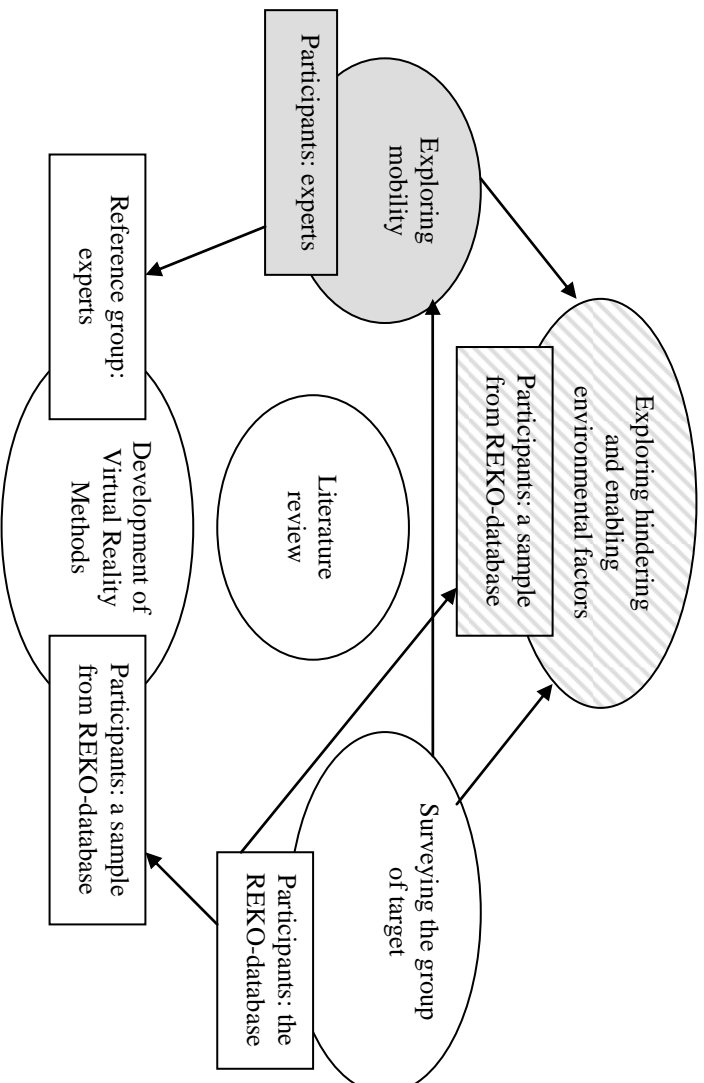 Exploring hindering
and enabling
environmental factors
Participants: a sample
from REKO-database
Exploring
mobility
Participants: experts
Literature
review
Surveying the group
of target
Participants: the
REKO-database
Reference group:
experts
Development of
Virtual Reality
Methods
Participants: a sample
from REKO-database